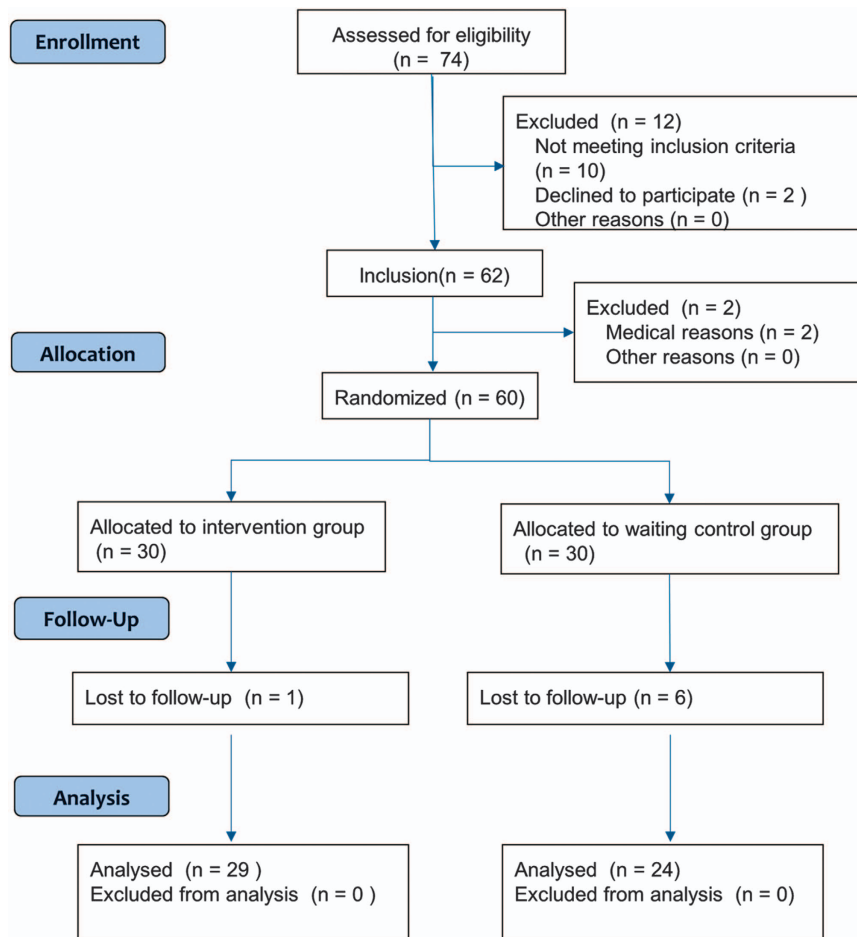 Enrollment
Assessed for eligibility
(n =  74)
Excluded  (n = 12)
Not meeting inclusion criteria
(n = 10)
Declined to participate (n = 2 )
Other reasons (n = 0)
Inclusion(n = 62)
Excluded  (n = 2)
Medical reasons (n = 2)
Other reasons (n = 0)
Allocation
Randomized (n = 60)
Allocated to intervention group
(n = 30)
Allocated to waiting control group
(n = 30)
Follow-Up
Lost to follow-up  (n = 1)
Lost to follow-up (n = 6)
Analysis
Analysed  (n = 29 )
Excluded from analysis  (n = 0 )
Analysed  (n = 24)
Excluded from analysis  (n = 0)